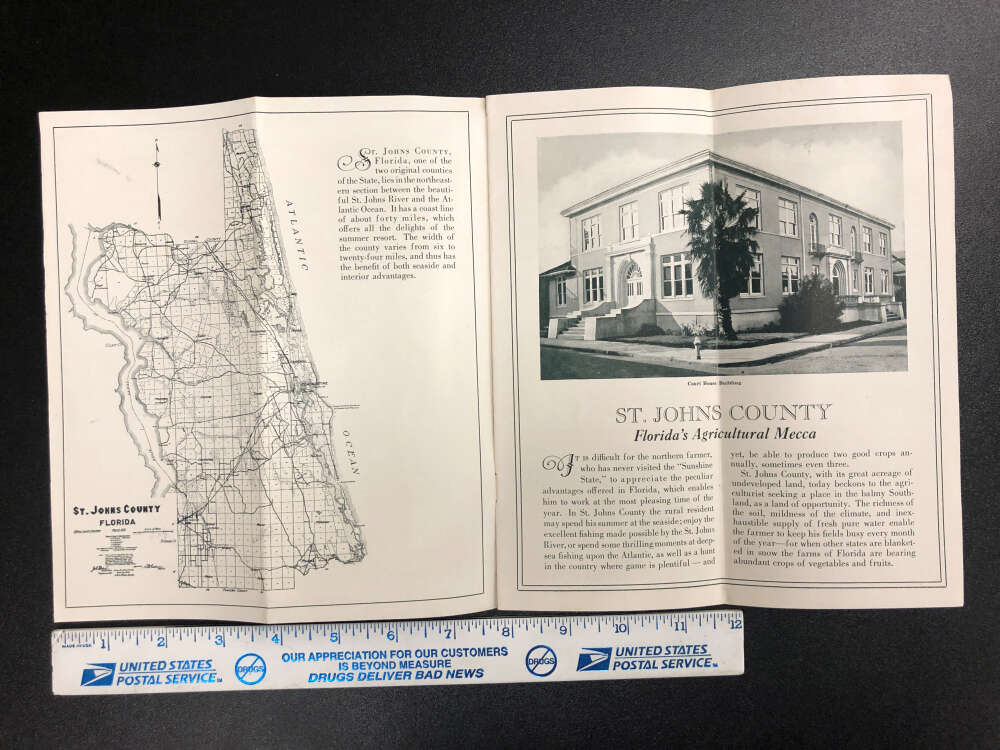 St. Johns County,
Florida, one of the
two original counties
of the State, lies in the northeast-
ern section between the beauti-
ful St. Johns River and the At-
lantic Ocean. It has a coast line
of about forty miles, which
offers all the delights of the
summer resort. The width of
the county varies from six to
twenty-four miles, and thus has
the benefit of both seaside and
interior advantages.
ATLANTIC
OCEAN
ST. JOHNS COUNTY
FLORIDA
Court House Building
ST. JOHNS COUNTY
Florida's Agricultural Mecca
It is difficult for the northern farmer,
who has never visited the "Sunshine
State," to appreciate the peculiar
advantages offered in Florida, which enables
him to work at the most pleasing time of the
year. In St. Johns County the rural resident
may spend his summer at the seaside; enjoy the
excellent fishing made possible by the St. Johns
River, or spend some thrilling moments at deep-
sea fishing upon the Atlantic, as well as a hunt
in the country where game is plentiful — and
yet, be able to produce two good crops an-
nually, sometimes even three.
St. Johns County, with its great acreage of
undeveloped land, today beckons to the agri-
culturist seeking a place in the balmy South-
land, as a land of opportunity. The richness of
the soil, mildness of the climate, and inex-
haustible supply of fresh pure water enable
the farmer to keep his fields busy every month
of the year—for when other states are blanket-
ed in snow the farms of Florida are bearing
abundant crops of vegetables and fruits.
MADE IN USA 1 2 3 4 5 6 7 8 9 10 11 12
UNITED STATES
POSTAL SERVICE™
DRUGS
OUR APPRECIATION FOR OUR CUSTOMERS
IS BEYOND MEASURE
DRUGS DELIVER BAD NEWS
DRUGS
UNITED STATES
POSTAL SERVICE™